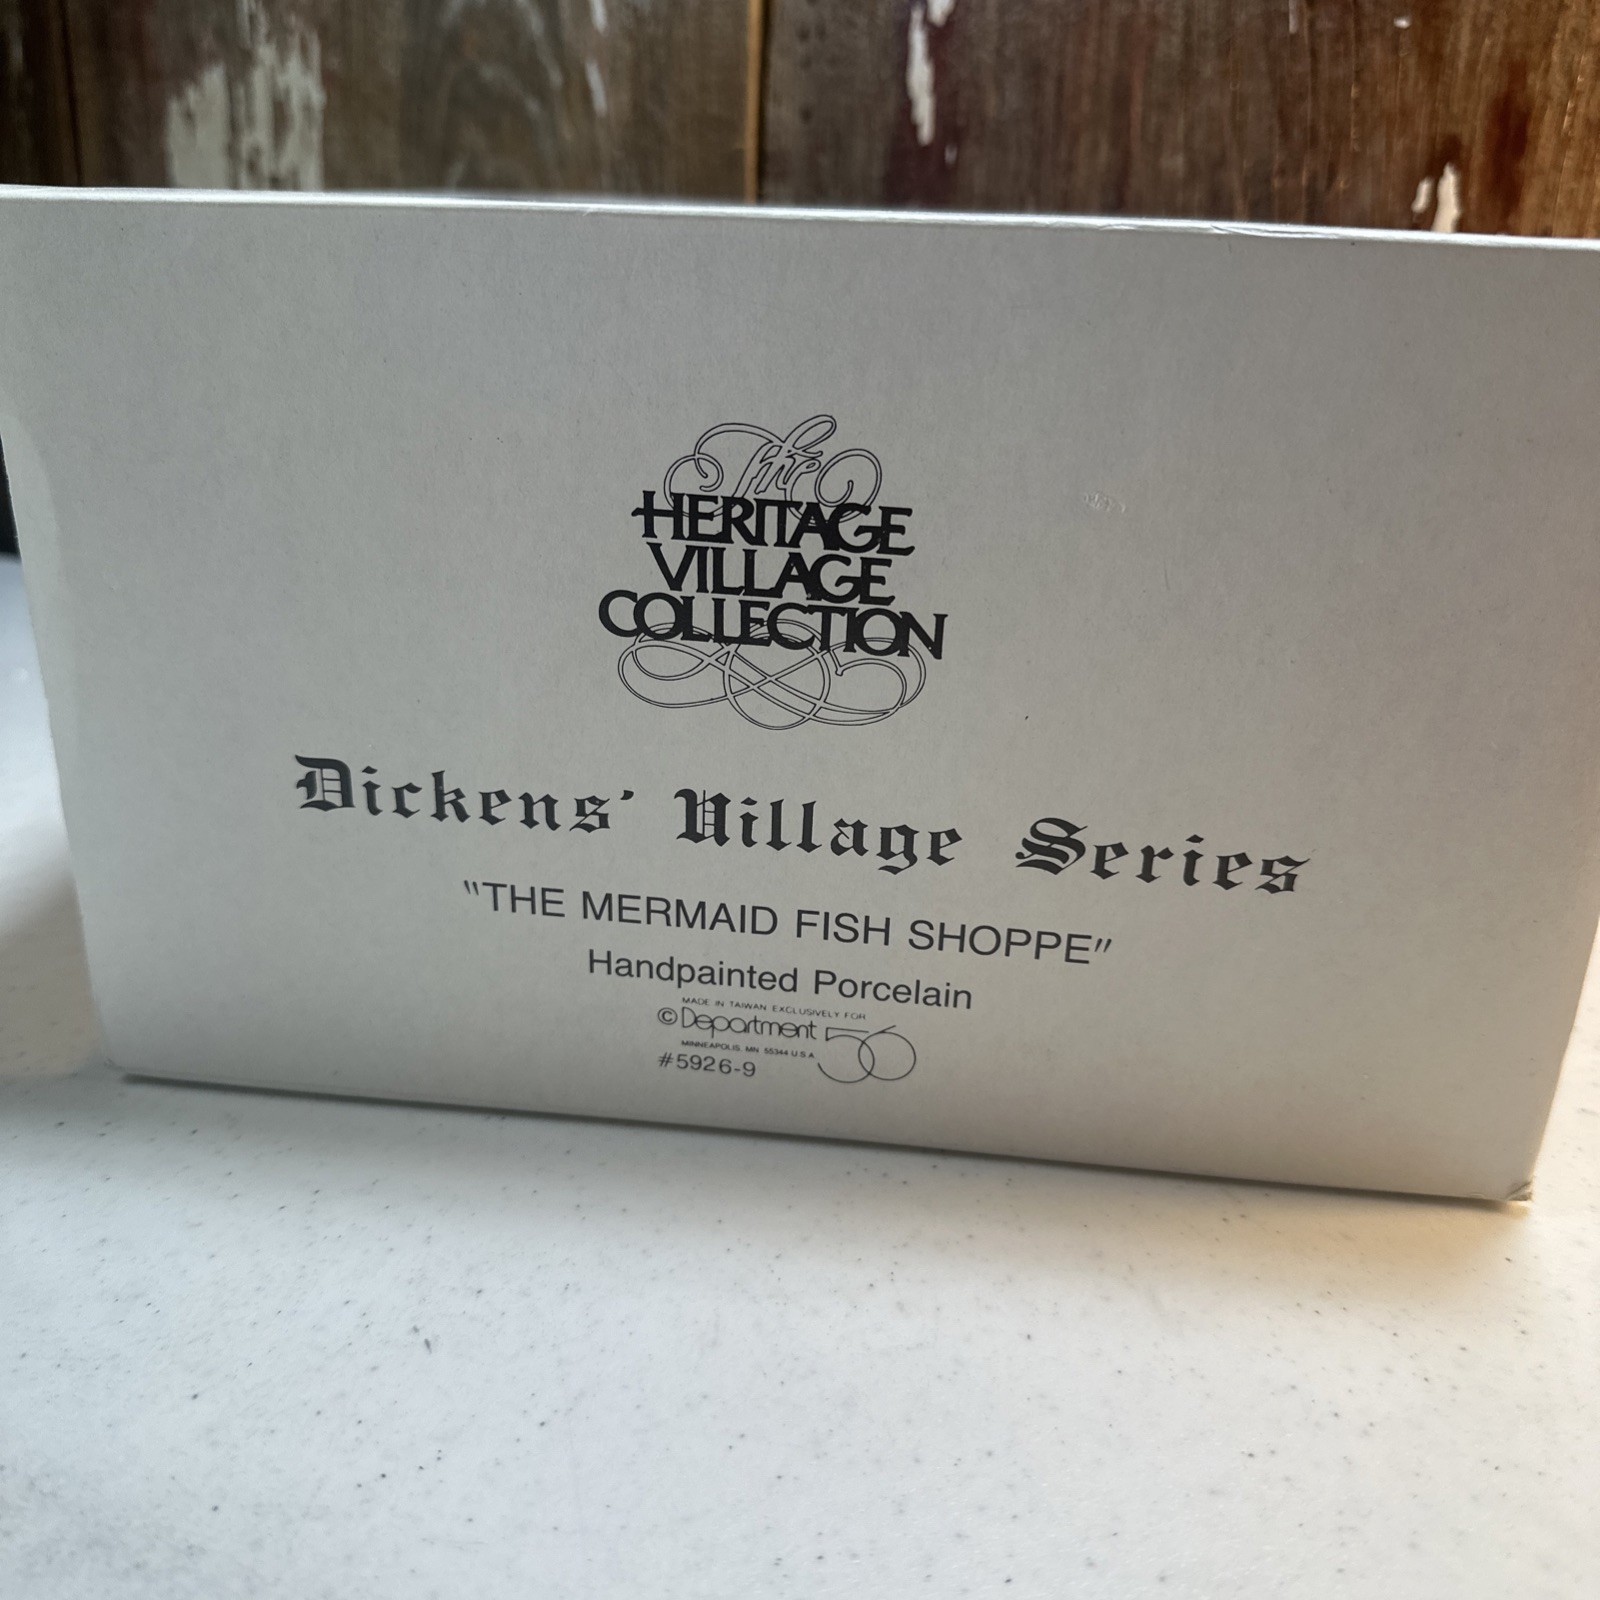 The
HERITAGE
VILLAGE
COLLECTION
Dickens' Village Series
"THE MERMAID FISH SHOPPE"
Handpainted Porcelain
MADE IN TAIWAN EXCLUSIVELY FOR
©Department 56
MINNEAPOLIS, MN 55344 U.S.A.
#5926-9